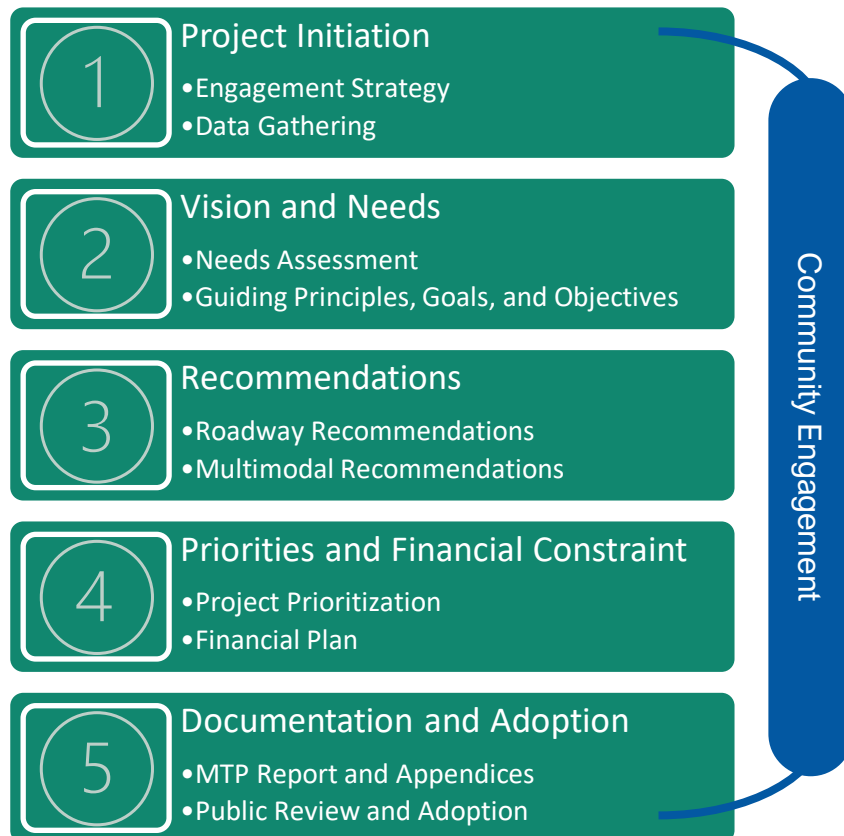 1
Project Initiation
•Engagement Strategy
•Data Gathering
2
Vision and Needs
•Needs Assessment
•Guiding Principles, Goals, and Objectives
3
Recommendations
•Roadway Recommendations
•Multimodal Recommendations
4
Priorities and Financial Constraint
•Project Prioritization
•Financial Plan
5
Documentation and Adoption
•MTP Report and Appendices
•Public Review and Adoption
Community Engagement